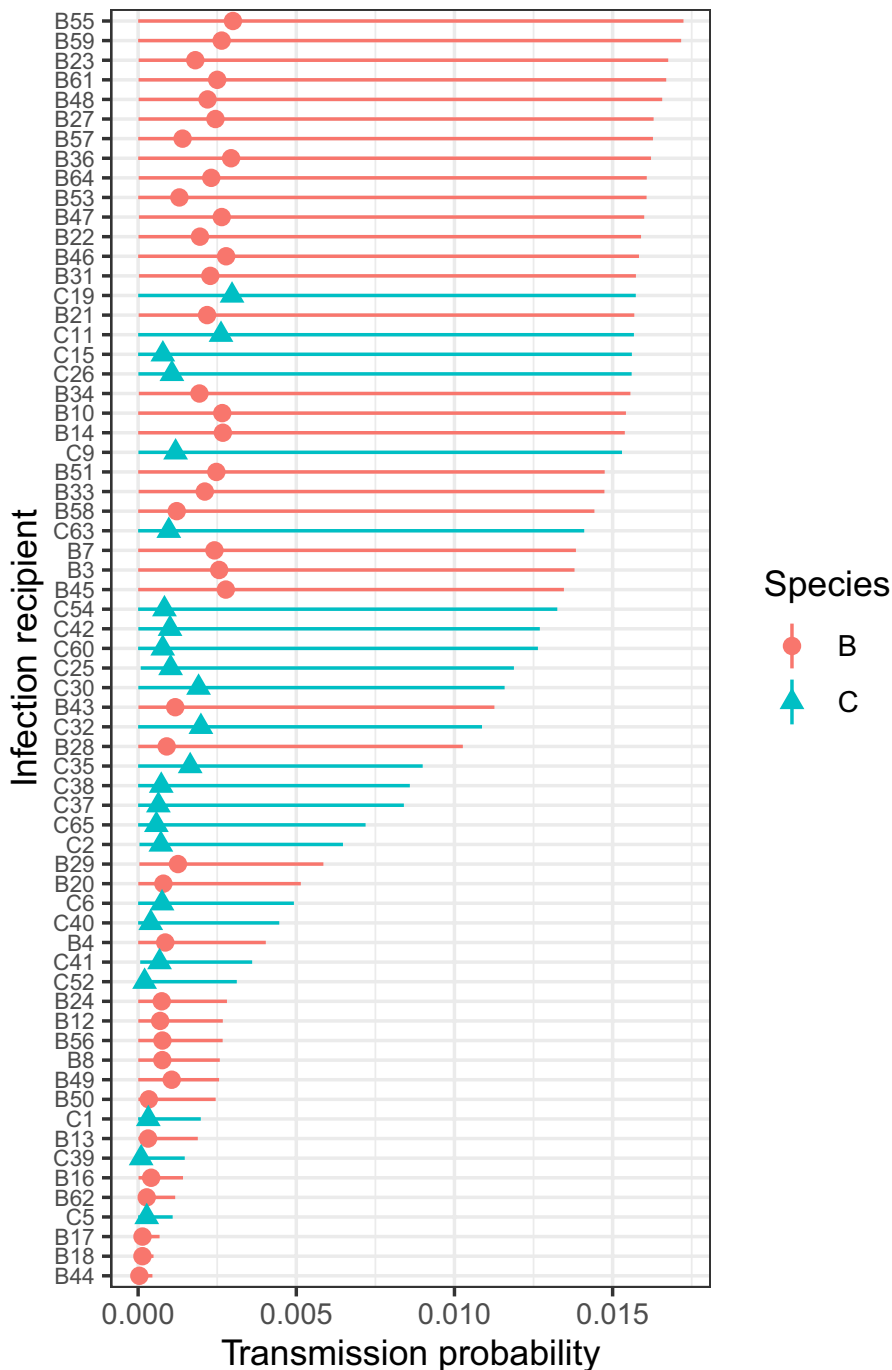 B55
B59
B23
B61
B48
B27
B57
B36
B64
B53
B47
B22
B46
B31
C19
B21
C11
C15
C26
B34
B10
B14
C9
B51
B33
B58
C63
B7
B3
B45
C54
C42
C60
C25
C30
B43
C32
B28
C35
C38
C37
C65
C2
B29
B20
C6
C40
B4
C41
C52
B24
B12
B56
B8
B49
B50
C1
B13
C39
B16
B62
C5
B17
B18
B44
Infection recipient
0.000 0.005 0.010 0.015
Transmission probability
Species
B
C